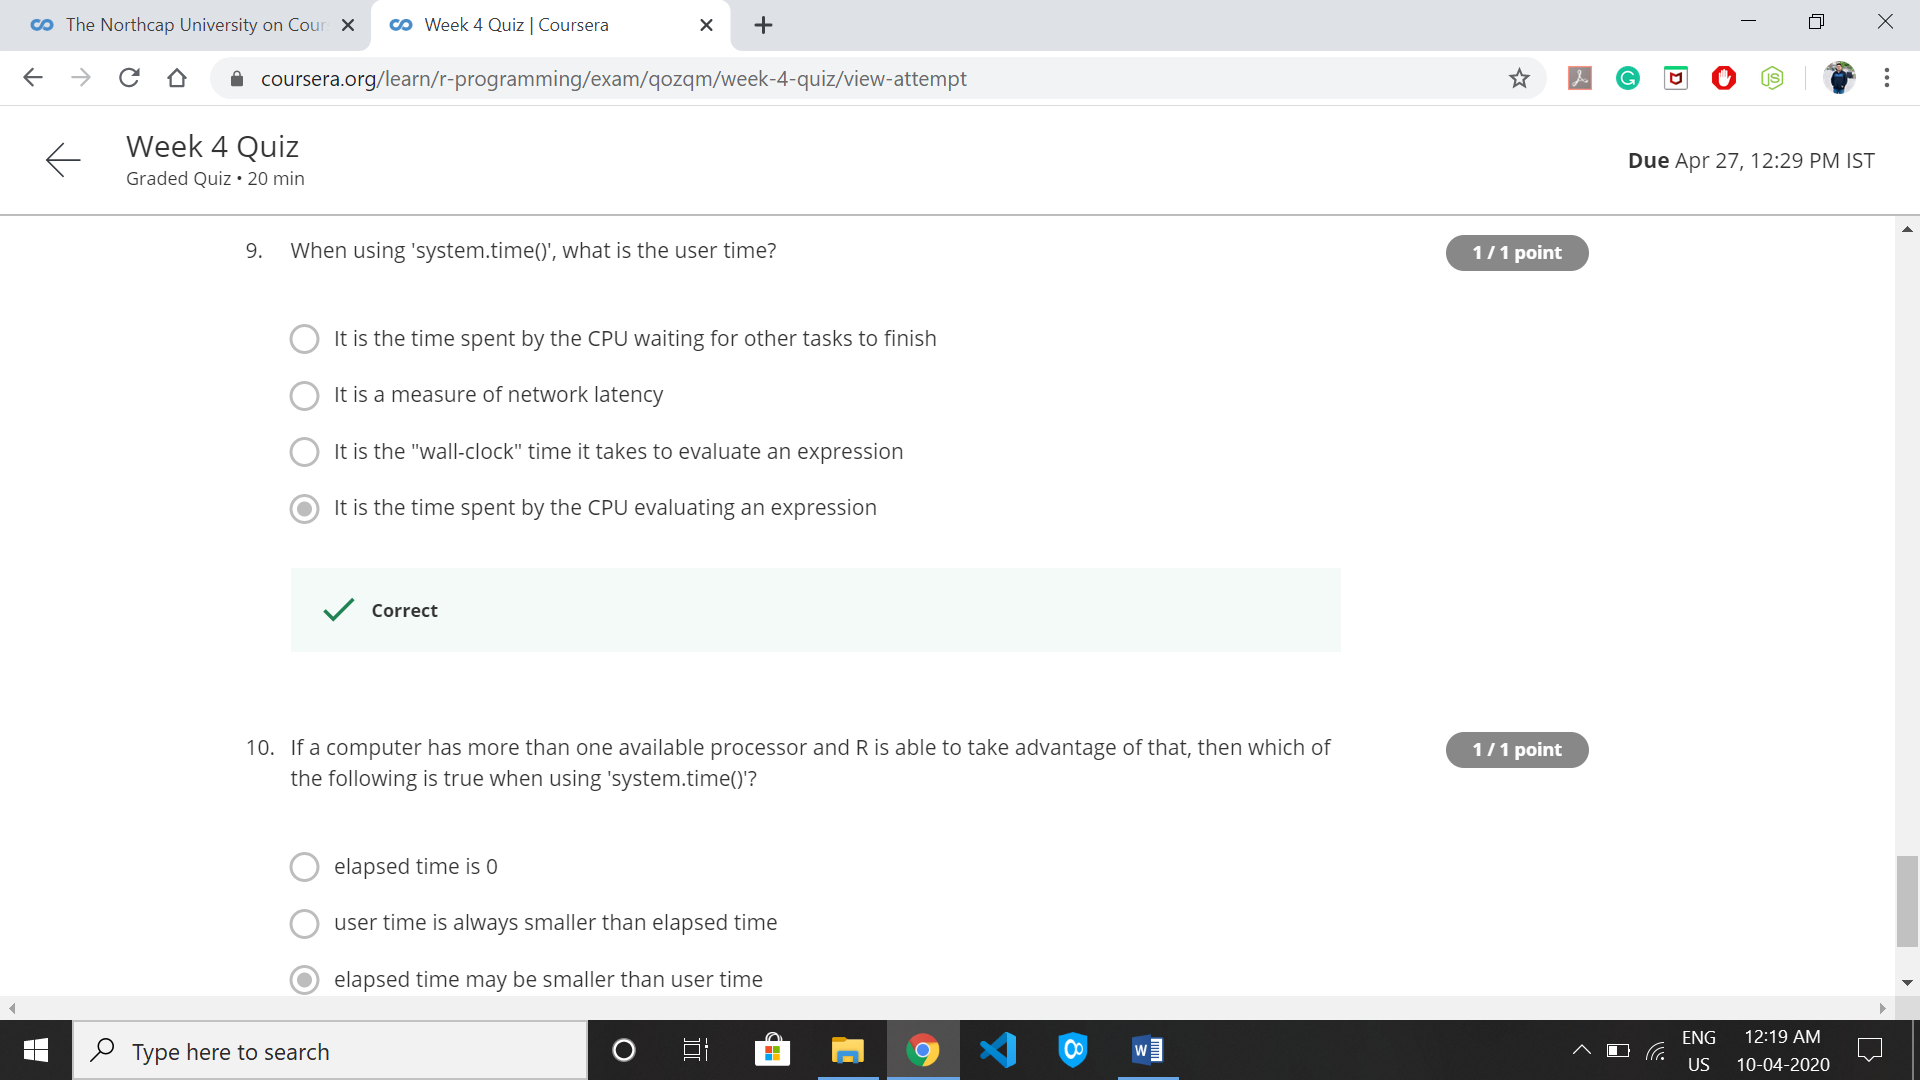 The Northcap University on Cour
Week 4 Quiz | Coursera
coursera.org/learn/r-programming/exam/qozqm/week-4-quiz/view-attempt
Week 4 Quiz
Graded Quiz • 20 min
Due Apr 27, 12:29 PM IST
9. When using 'system.time()', what is the user time?
1 / 1 point
It is the time spent by the CPU waiting for other tasks to finish
It is a measure of network latency
It is the "wall-clock" time it takes to evaluate an expression
It is the time spent by the CPU evaluating an expression
Correct
10. If a computer has more than one available processor and R is able to take advantage of that, then which of
the following is true when using 'system.time()'?
1 / 1 point
elapsed time is 0
user time is always smaller than elapsed time
elapsed time may be smaller than user time
Type here to search
ENG
US
12:19 AM
10-04-2020